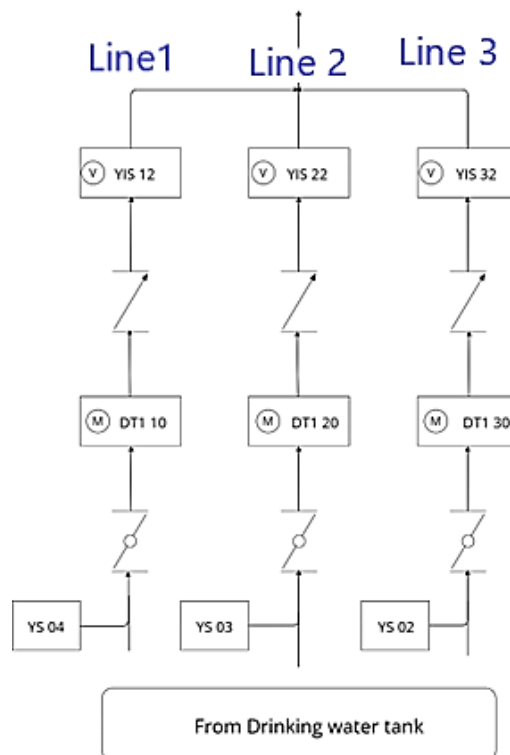 Line1 Line 2 Line 3
V YIS 12 V YIS 22 V YIS 32
M DT1 10 M DT1 20 M DT1 30
YS 04 YS 03 YS 02
From Drinking water tank